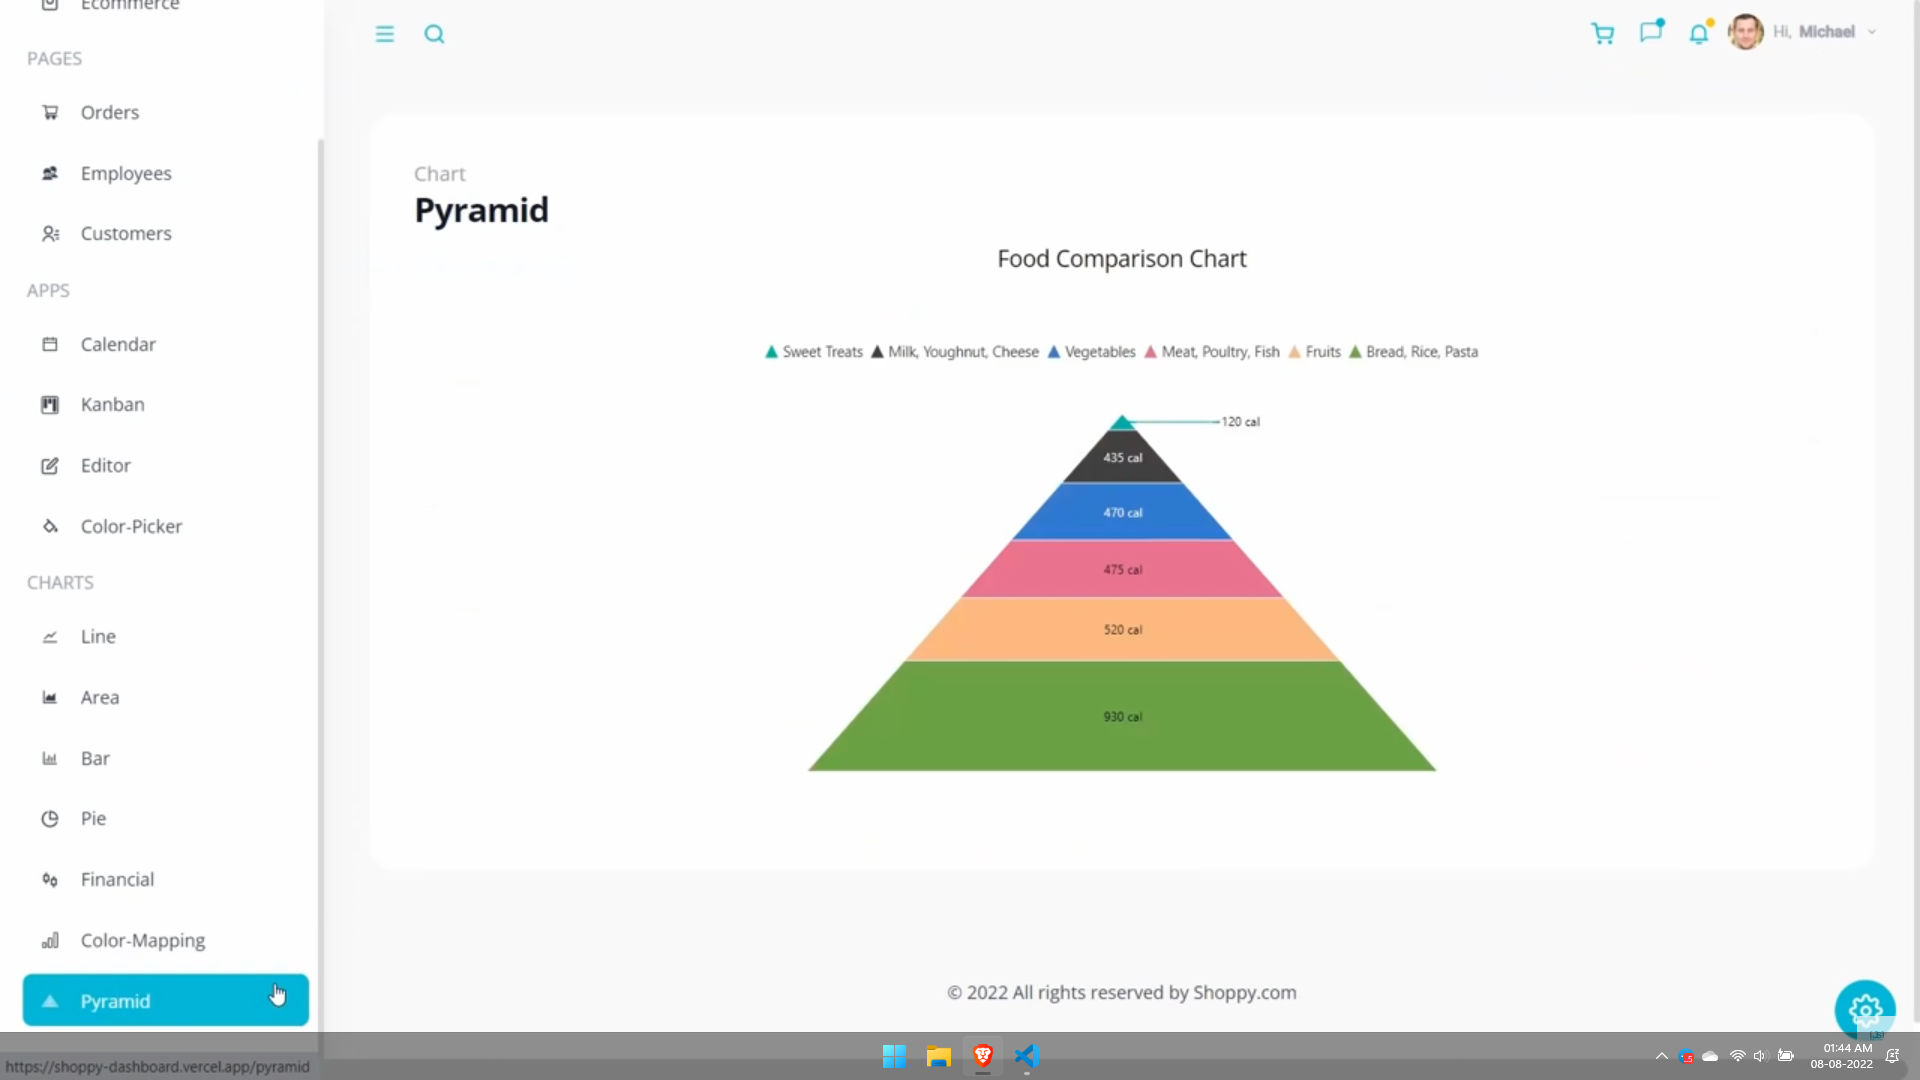 Ecommerce
PAGES
Orders
Employees
Customers
APPS
Calendar
Kanban
Editor
Color-Picker
CHARTS
Line
Area
Bar
Pie
Financial
Color-Mapping
Pyramid
https://shoppy-dashboard.vercel.app/pyramid
Hi, Michael
Chart
Pyramid
Food Comparison Chart
Sweet Treats Milk, Youghnut, Cheese Vegetables Meat, Poultry, Fish Fruits Bread, Rice, Pasta
120 cal
435 cal
470 cal
475 cal
520 cal
930 cal
© 2022 All rights reserved by Shoppy.com
01:44 AM
08-08-2022